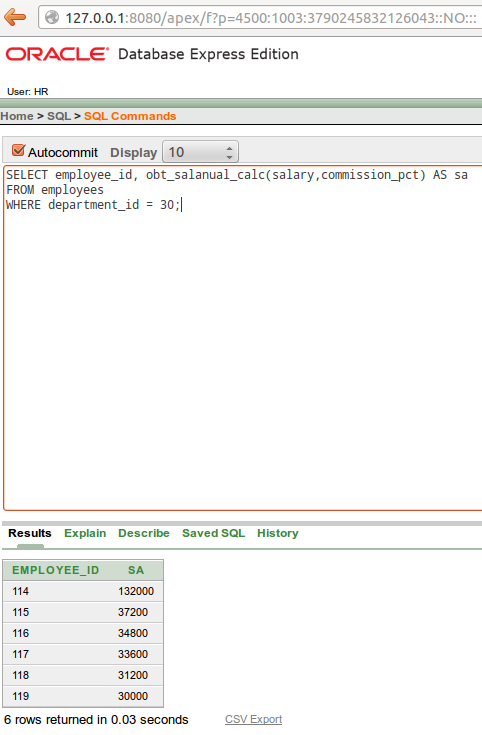 127.0.0.1:8080/apex/f?p=4500:1003:3790245832126043::NO:::
ORACLE® Database Express Edition
User: HR
Home > SQL > SQL Commands
Autocommit Display 10
SELECT employee_id, obt_salanual_calc(salary,commission_pct) AS sa
FROM employees
WHERE department_id = 30;
Results Explain Describe Saved SQL History
EMPLOYEE_ID SA
114 132000
115 37200
116 34800
117 33600
118 31200
119 30000
6 rows returned in 0.03 seconds CSV Export